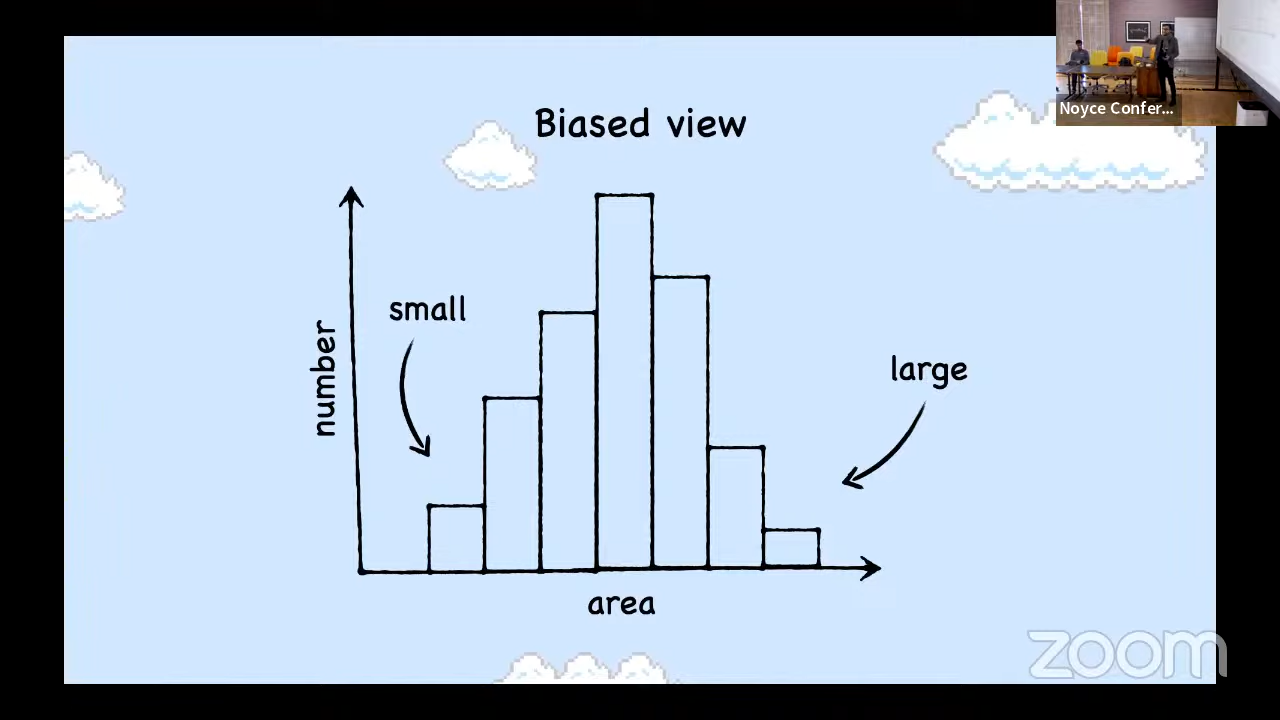 Noyce Confer...
Biased view
small
large
number
area
zoom